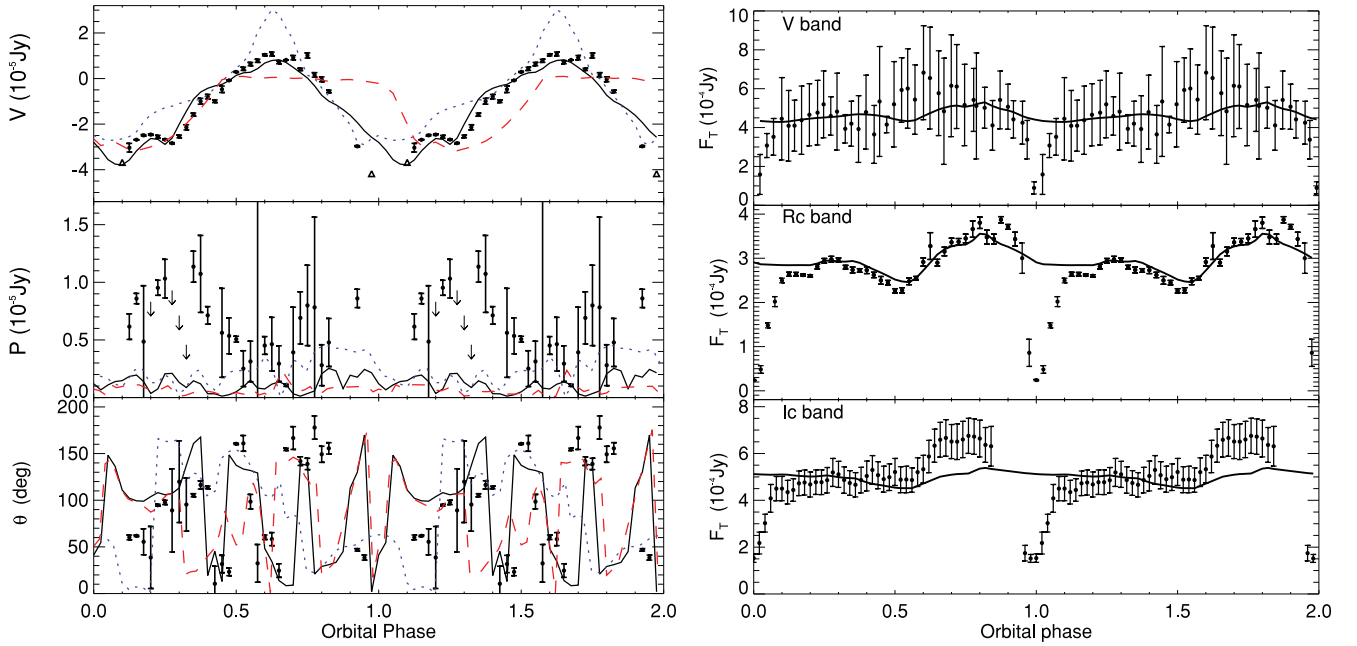 V (10⁻⁵Jy)
2
0
-2
-4
P (10⁻⁵Jy)
1.5
1.0
0.5
0.0
θ (deg)
200
150
100
50
0
0.0 0.5 1.0 1.5 2.0
Orbital Phase
V band
F_T (10⁻⁴Jy)
10
8
6
4
2
0
Rc band
F_T (10⁻⁴Jy)
4
3
2
1
0
Ic band
F_T (10⁻⁴Jy)
8
6
4
2
0
0.0 0.5 1.0 1.5 2.0
Orbital phase